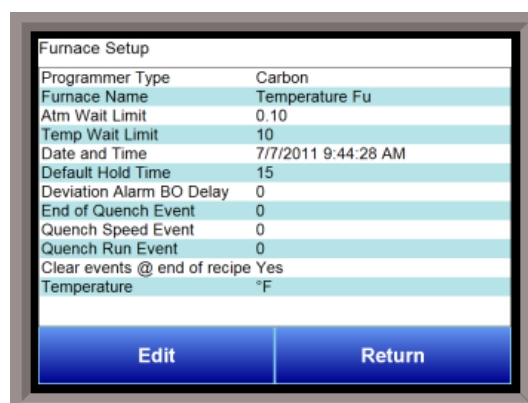 Furnace Setup
Programmer Type Carbon
Furnace Name Temperature Fu
Atm Wait Limit 0.10
Temp Wait Limit 10
Date and Time 7/7/2011 9:44:28 AM
Default Hold Time 15
Deviation Alarm BO Delay 0
End of Quench Event 0
Quench Speed Event 0
Quench Run Event 0
Clear events @ end of recipe Yes
Temperature °F
Edit Return